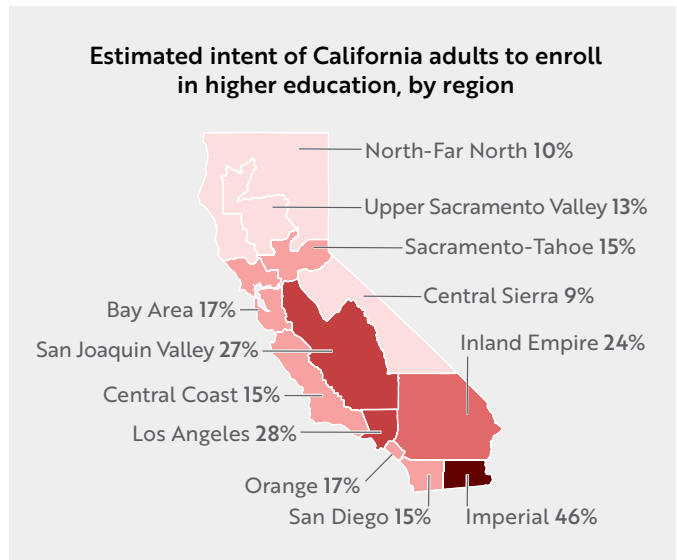 Estimated intent of California adults to enroll
in higher education, by region
North-Far North 10%
Upper Sacramento Valley 13%
Sacramento-Tahoe 15%
Central Sierra 9%
Bay Area 17%
Inland Empire 24%
San Joaquin Valley 27%
Central Coast 15%
Los Angeles 28%
Orange 17%
San Diego 15%
Imperial 46%